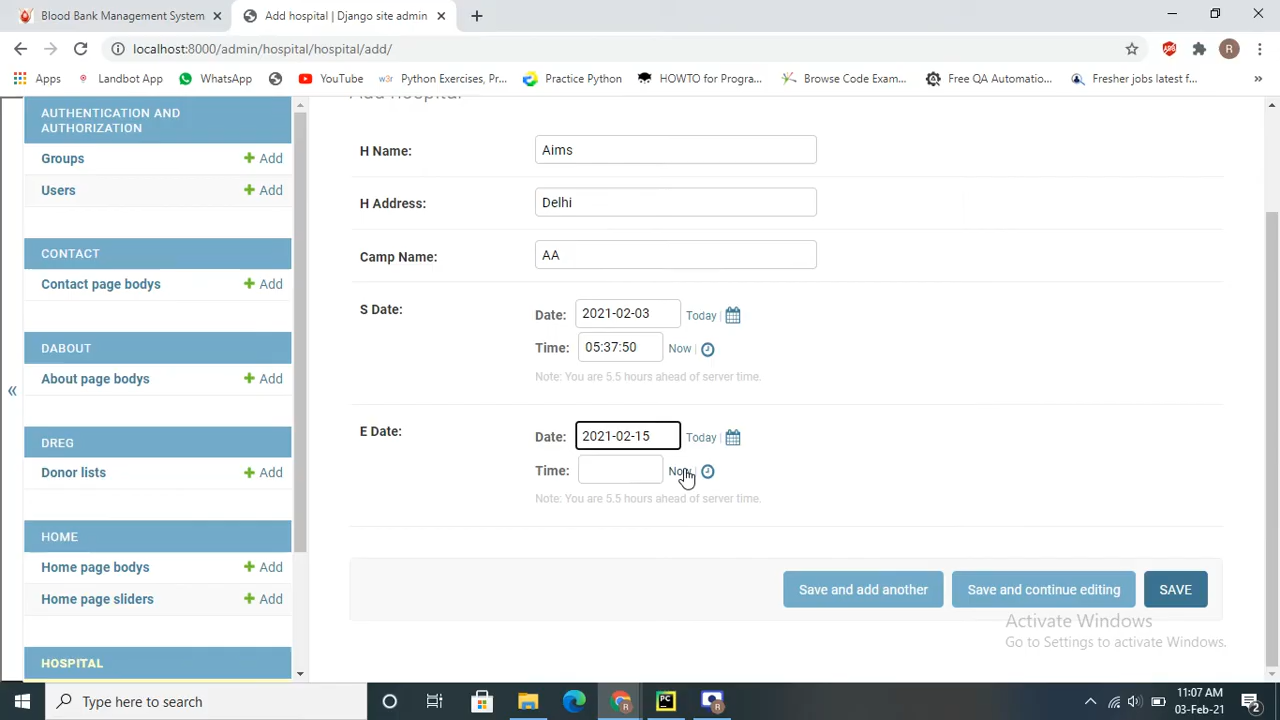 Blood Bank Management System
Add hospital | Django site admin
localhost:8000/admin/hospital/hospital/add/
R
Apps
Landbot App
WhatsApp
YouTube
Python Exercises, Pr...
Practice Python
HOWTO for Progra...
Browse Code Exam...
Free QA Automatio...
Fresher jobs latest f...
»
AUTHENTICATION AND
AUTHORIZATION
Groups
Add
Users
Add
CONTACT
Contact page bodys
Add
DABOUT
About page bodys
Add
DREG
Donor lists
Add
HOME
Home page bodys
Add
Home page sliders
Add
HOSPITAL
«
Add hospital
H Name:
Aims
H Address:
Delhi
Camp Name:
AA
S Date:
Date:
2021-02-03
Today
Time:
05:37:50
Now
Note: You are 5.5 hours ahead of server time.
E Date:
Date:
2021-02-15
Today
Time:
Now
Note: You are 5.5 hours ahead of server time.
Save and add another
Save and continue editing
SAVE
Activate Windows
Go to Settings to activate Windows.
Type here to search
PC
11:07 AM
03-Feb-21
2